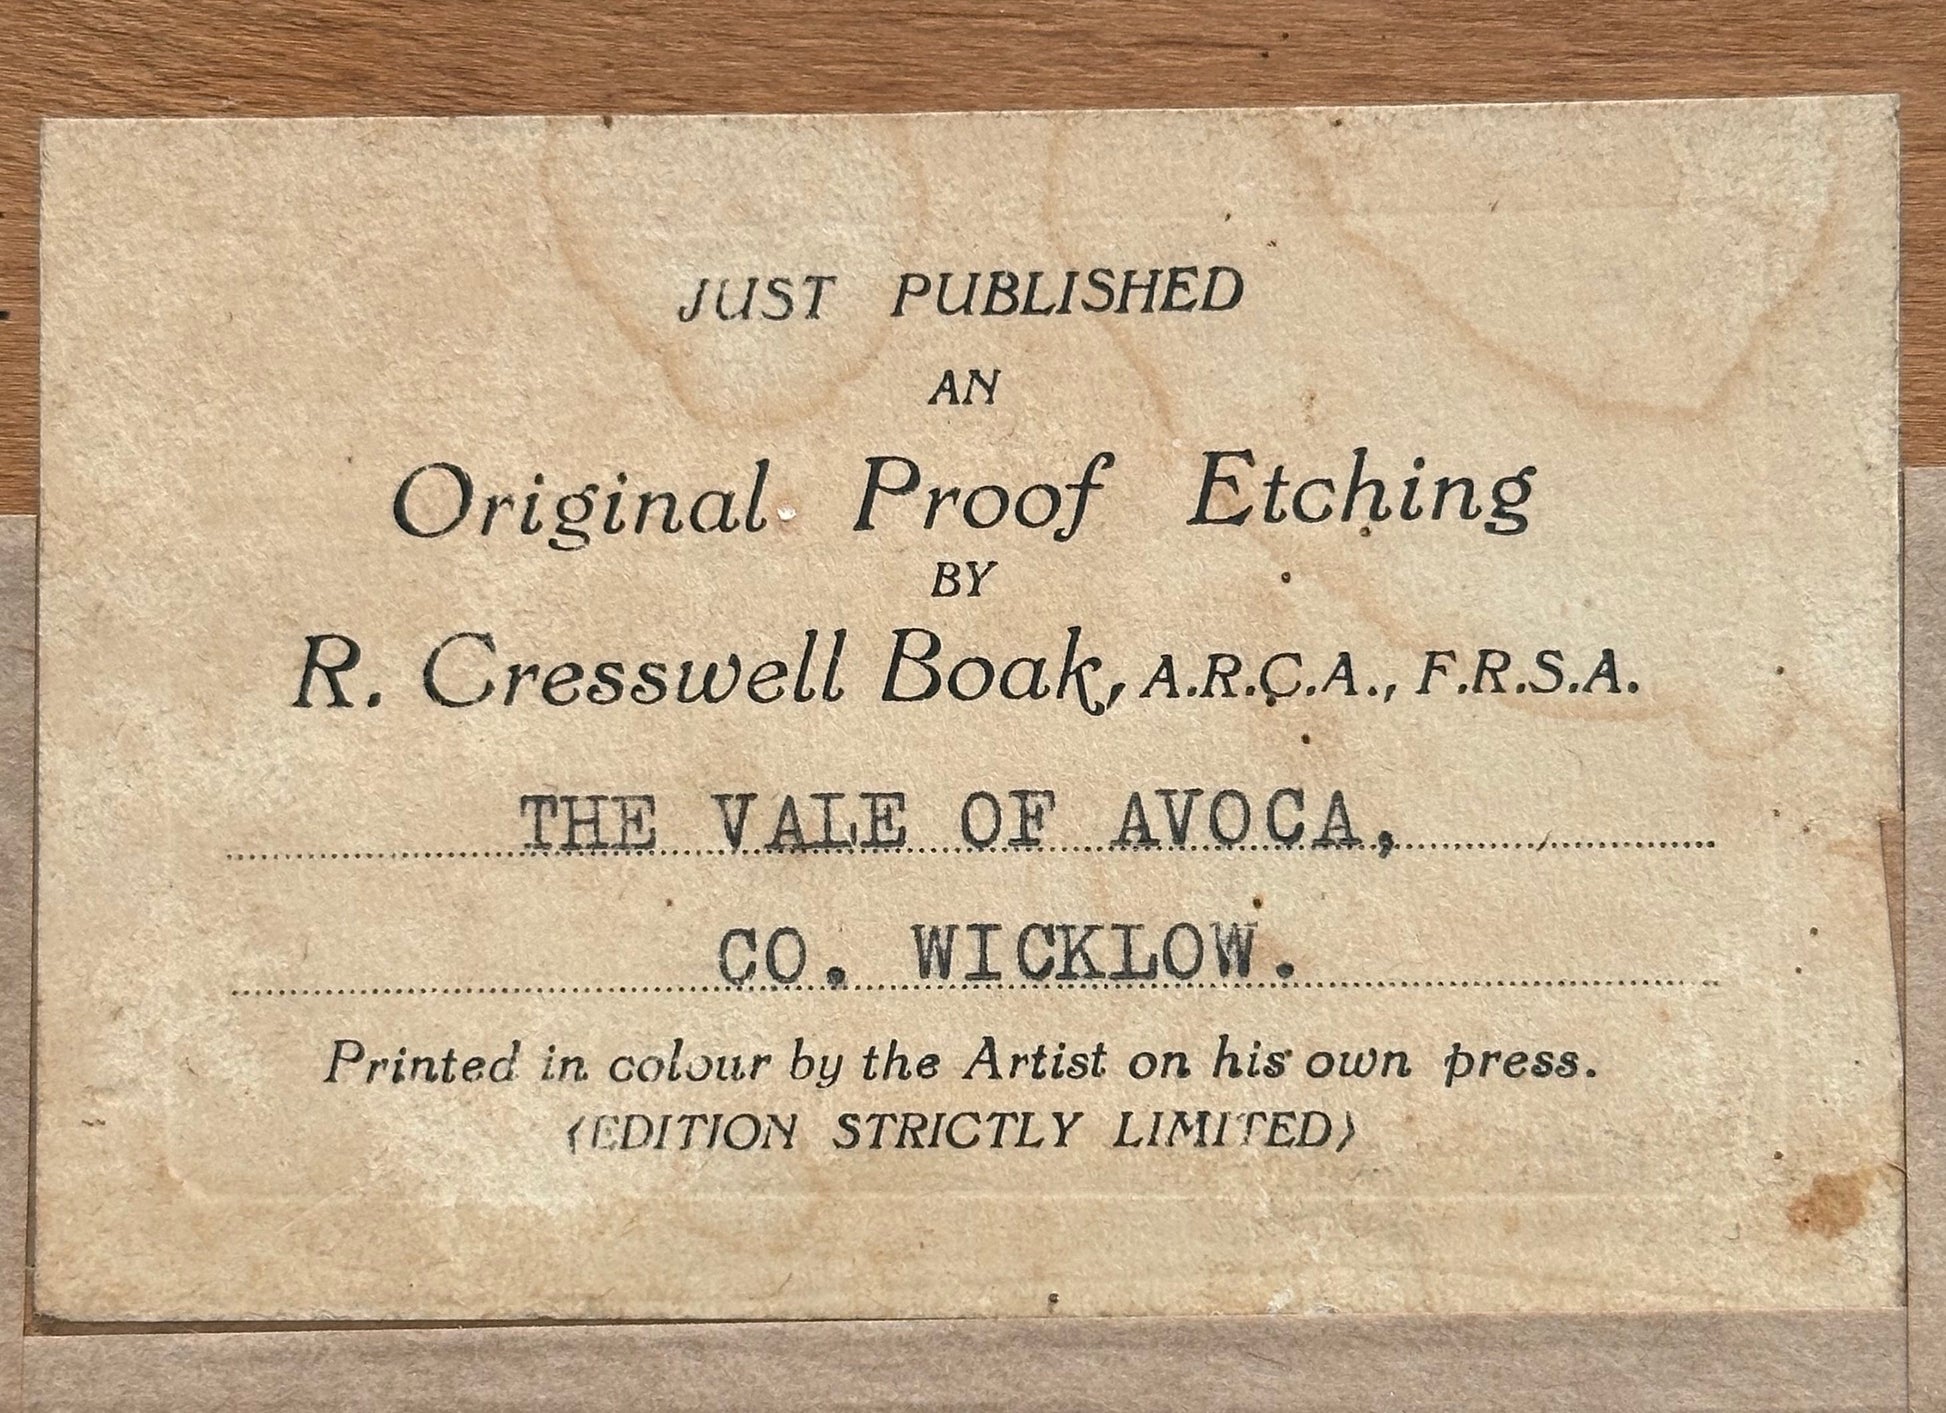 JUST PUBLISHED
AN
Original Proof Etching
BY
R. Cresswell Boak, A.R.C.A., F.R.S.A.
THE VALE OF AVOCA,
CO. WICKLOW.
Printed in colour by the Artist on his own press.
(EDITION STRICTLY LIMITED)